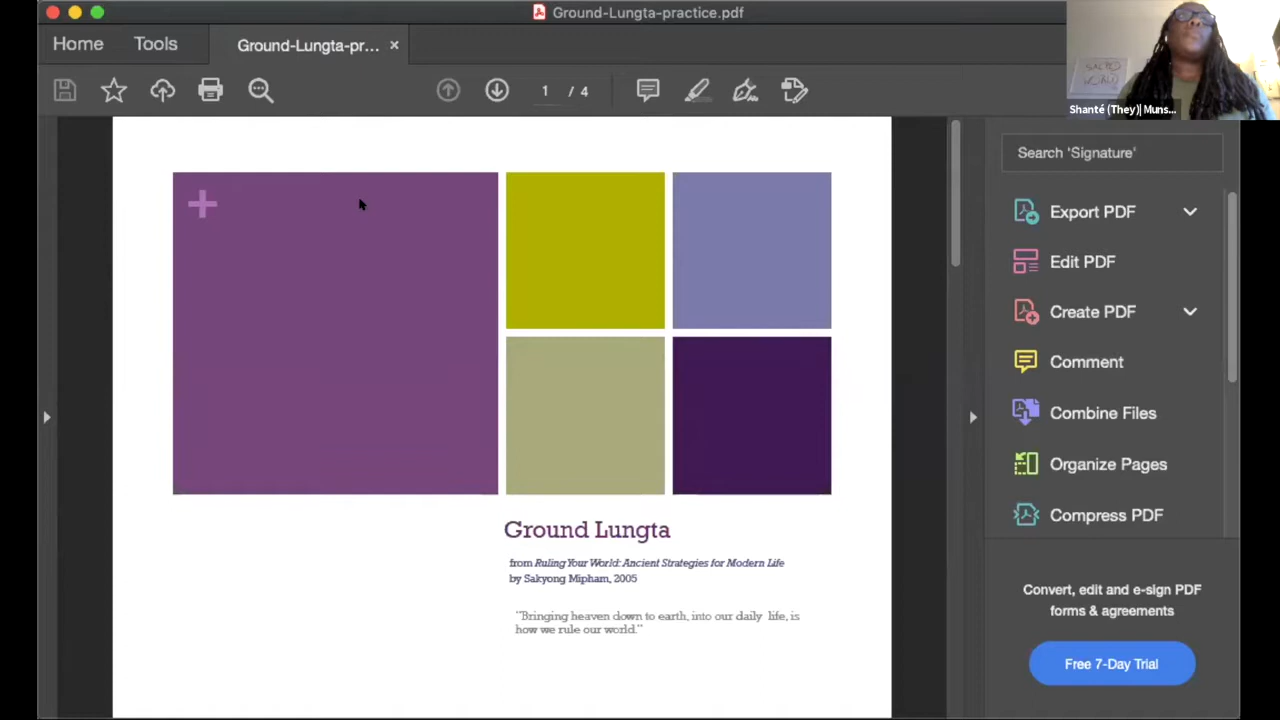 Ground-Lungta-practice.pdf
Home
Tools
Ground-Lungta-pr...
1 / 4
Shanté (They)| Muns...
Search 'Signature'
Export PDF
Edit PDF
Create PDF
Comment
Combine Files
Organize Pages
Compress PDF
Convert, edit and e-sign PDF
forms & agreements
Free 7-Day Trial
Ground Lungta
from Ruling Your World: Ancient Strategies for Modern Life
by Sakyong Mipham, 2005
"Bringing heaven down to earth, into our daily life, is
how we rule our world."